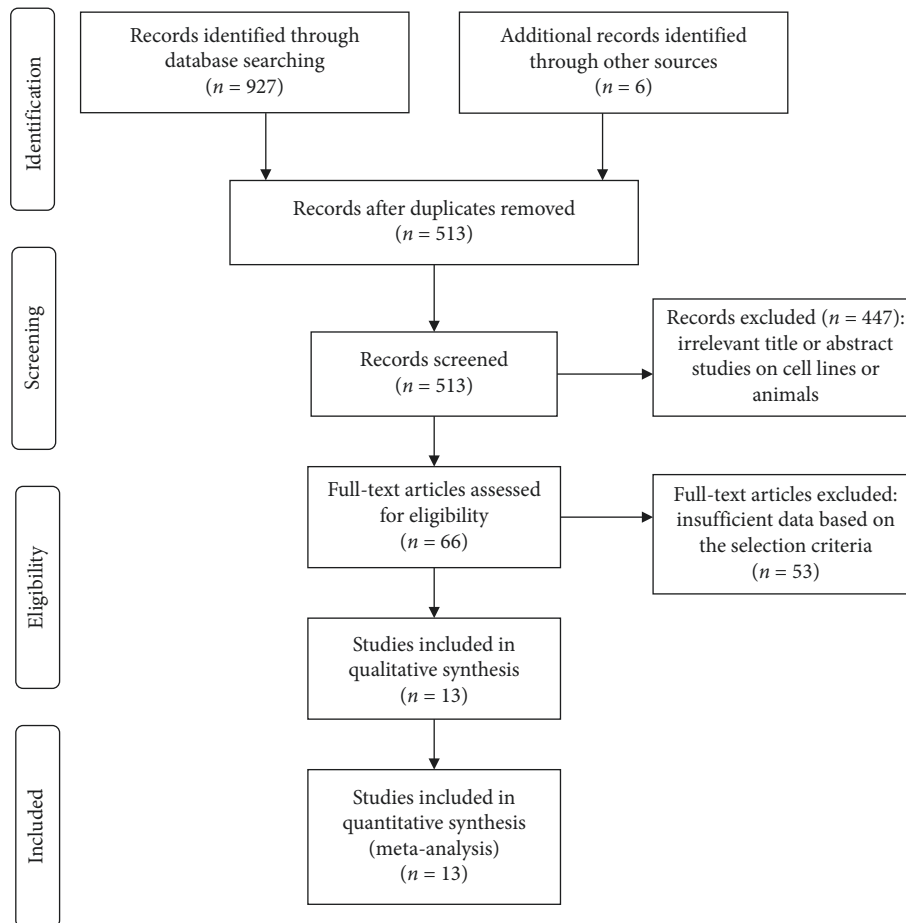 Identification
Records identified through
database searching
(n = 927)
Additional records identified
through other sources
(n = 6)
Records after duplicates removed
(n = 513)
Screening
Records screened
(n = 513)
Records excluded (n = 447):
irrelevant title or abstract
studies on cell lines or
animals
Eligibility
Full-text articles assessed
for eligibility
(n = 66)
Full-text articles excluded:
insufficient data based on
the selection criteria
(n = 53)
Studies included in
qualitative synthesis
(n = 13)
Included
Studies included in
quantitative synthesis
(meta-analysis)
(n = 13)